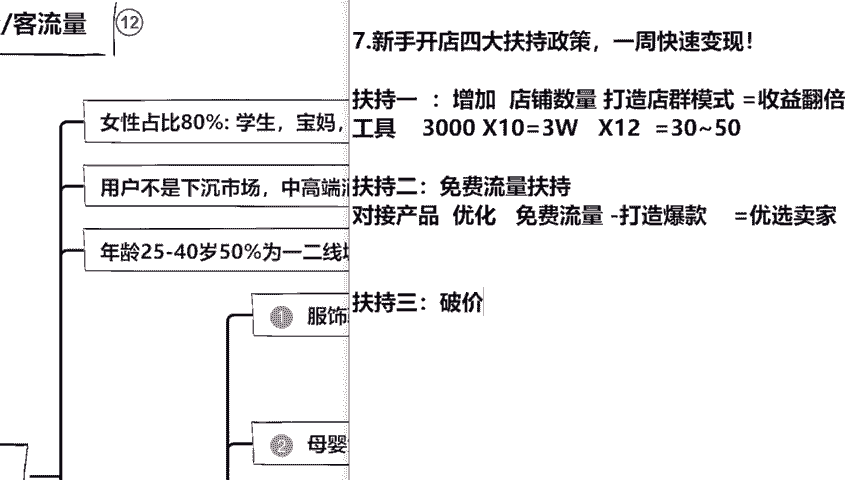 /客流量 12
女性占比80%: 学生，宝妈，
用户不是下沉市场，中高端
年龄25-40岁50%为一二线
1 服饰
2 母婴
7.新手开店四大扶持政策，一周快速变现！
扶持一 ：增加 店铺数量 打造店群模式 =收益翻倍
工具 3000 X10=3W X12 =30~50
扶持二：免费流量扶持
对接产品 优化 免费流量 -打造爆款 =优选卖家
扶持三：破价